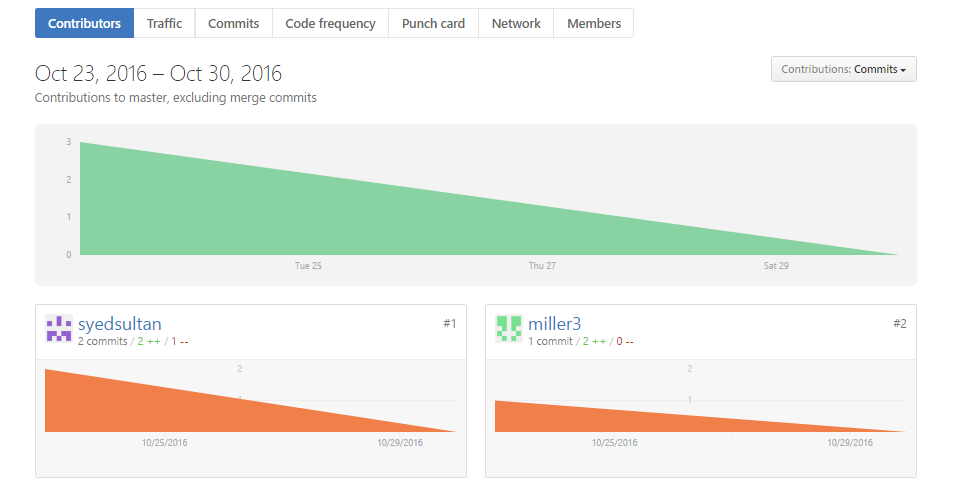 Contributors Traffic Commits Code frequency Punch card Network Members
Oct 23, 2016 – Oct 30, 2016
Contributions: Commits
Contributions to master, excluding merge commits
3
2
1
0
Tue 25 Thu 27 Sat 29
syedsultan #1
2 commits / 2 ++ / 1 --
2
1
10/25/2016 10/29/2016
miller3 #2
1 commit / 2 ++ / 0 --
2
1
10/25/2016 10/29/2016